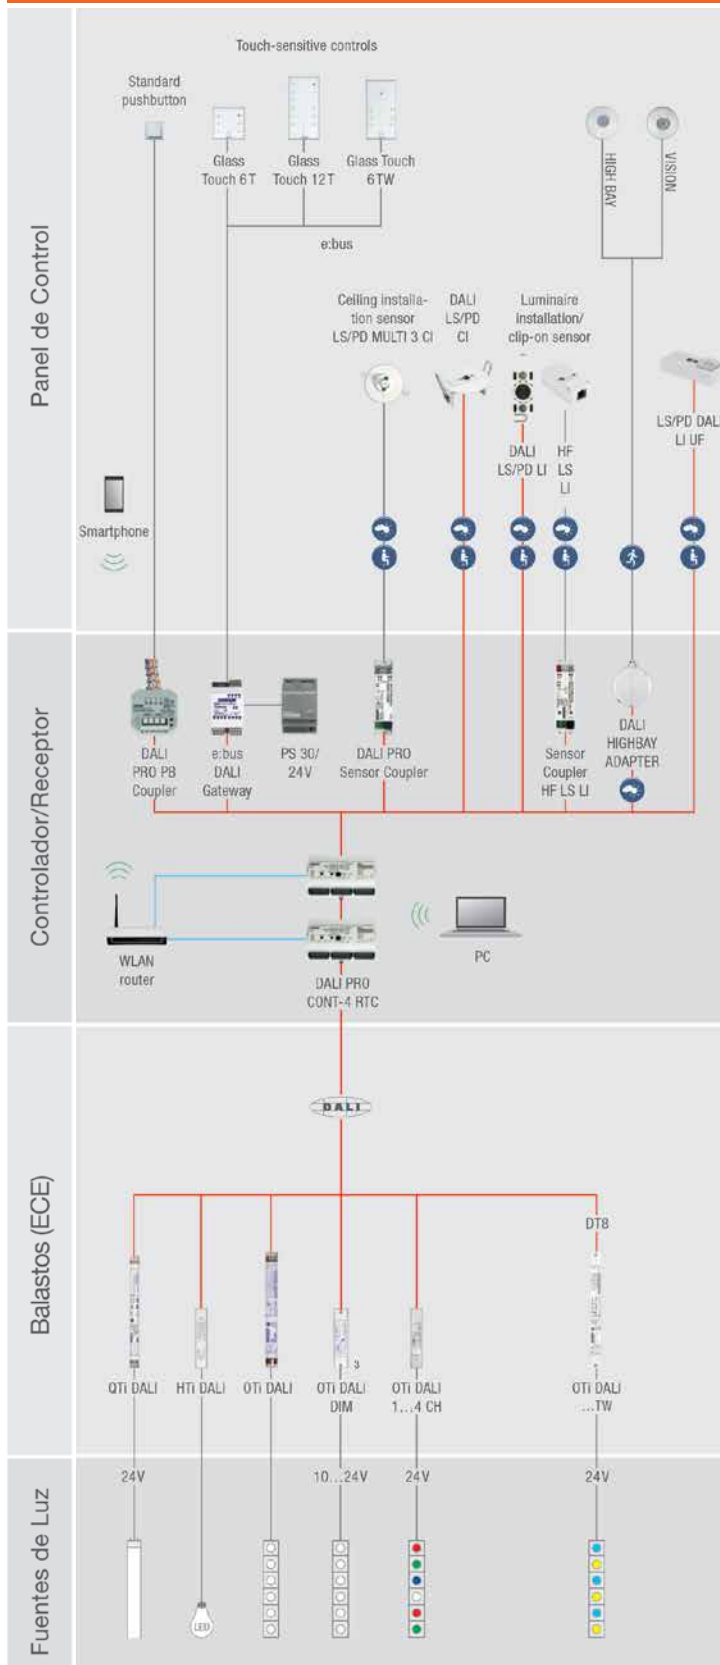 Panel de Control
Touch-sensitive controls
Standard
pushbutton
Glass
Touch 6T
Glass
Touch 12T
Glass Touch
6TW
HIGH BAY
VISION
e:bus
Ceiling installa-
tion sensor
LS/PD MULTI 3 CI
DALI
LS/PD
CI
Luminaire
installation/
clip-on sensor
DALI
LS/PD LI
HF
LS
LI
LS/PD DALI
LI UF
Smartphone
Controlador/Receptor
DALI
PRO PB
Coupler
e:bus
DALI
Gateway
PS 30/
24V
DALI PRO
Sensor Coupler
Sensor
Coupler
HF LS LI
DALI
HIGHBAY
ADAPTER
WLAN
router
DALI PRO
CONT-4 RTC
PC
Balastos (ECE)
DALI
DT8
3
QTi DALI
HTi DALI
OTi DALI
OTi DALI
DIM
OTi DALI
1...4 CH
OTi DALI
...TW
Fuentes de Luz
24V
10...24V
24V
24V
LED